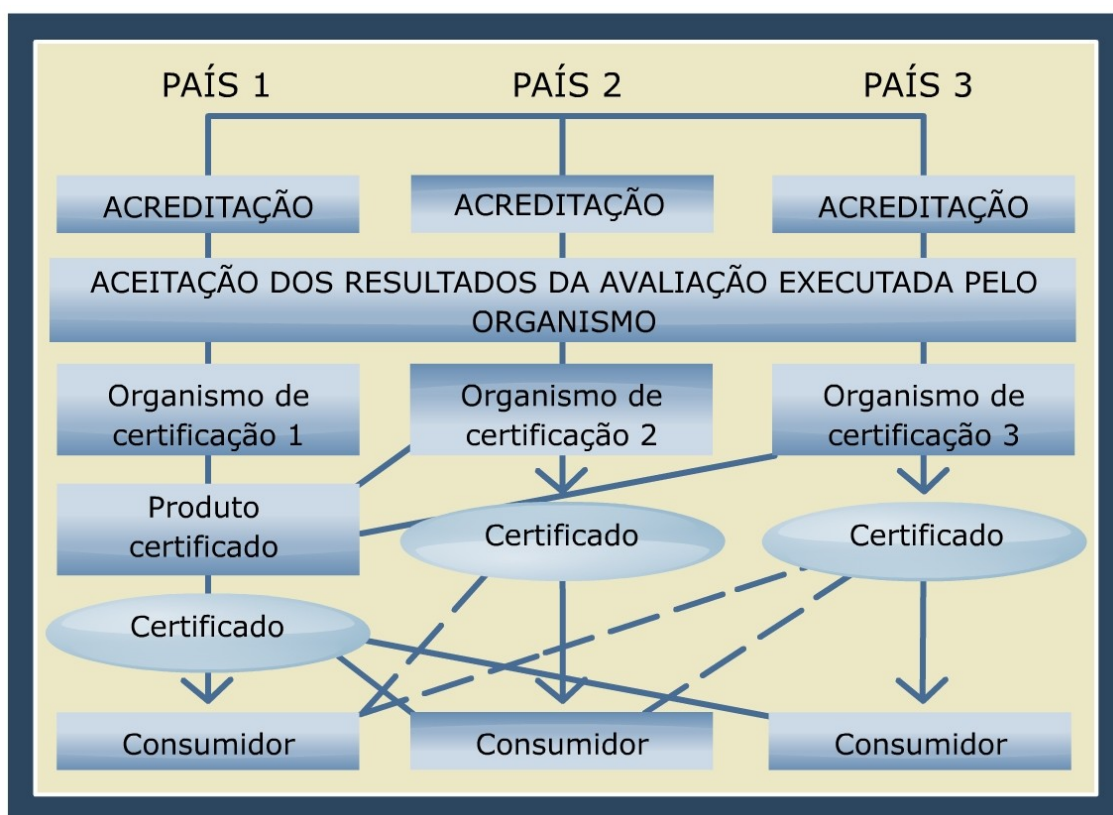 PAÍS 1
PAÍS 2
PAÍS 3
ACREDITAÇÃO
ACREDITAÇÃO
ACREDITAÇÃO
ACEITAÇÃO DOS RESULTADOS DA AVALIAÇÃO EXECUTADA PELO
ORGANISMO
Organismo de
certificação 1
Organismo de
certificação 2
Organismo de
certificação 3
Produto
certificado
Certificado
Certificado
Certificado
Consumidor
Consumidor
Consumidor